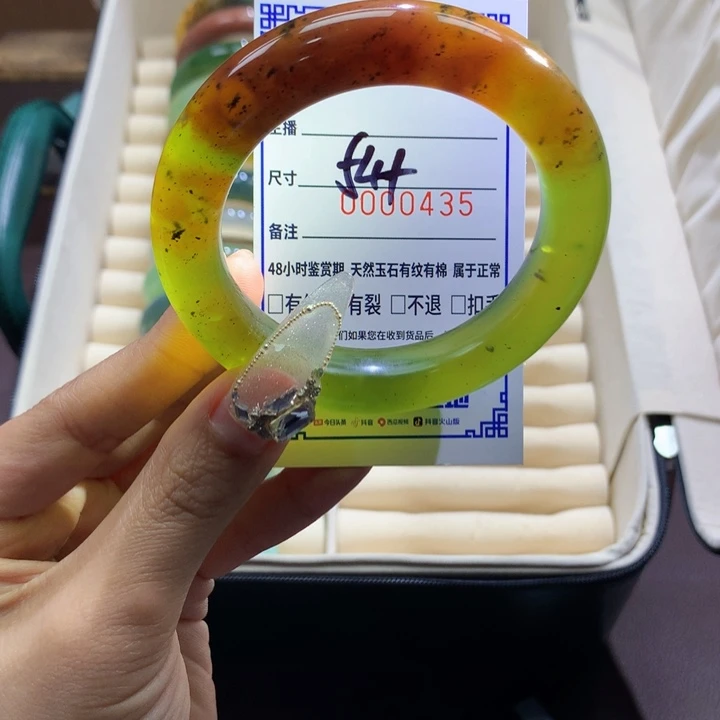 主播
尺寸 f44
0000435
备注
48小时鉴赏期 天然玉石有纹有棉 属于正常
□有 有裂 □不退 □扣
们如果您在收到货品后
今日头条 抖音 西瓜视频 抖音火山版